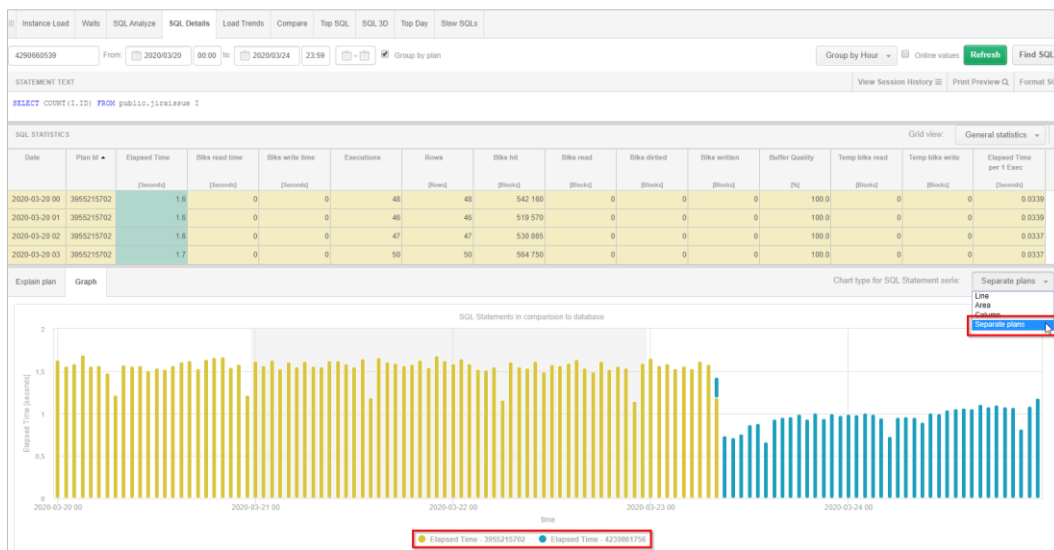 Instance Load Waits SQL Analyze SQL Details Load Trends Compare Top SQL SQL 3D Top Day Slow SQLs
4290660539 From: 2020/03/20 00:00 to: 2020/03/24 23:59 Group by plan Group by Hour Online values Refresh Find SQL
STATEMENT TEXT View Session History Print Preview Format SQ
SELECT COUNT(I.ID) FROM public.jiraissue I
SQL STATISTICS Grid view: General statistics
Date Plan Id Elapsed Time Blks read time Blks write time Executions Rows Blks hit Blks read Blks dirtied Blks written Buffer Quality Temp blks read Temp blks write Elapsed Time per 1 Exec
[Seconds] [Seconds] [Seconds] [Rows] [Blocks] [Blocks] [Blocks] [Blocks] [%] [Blocks] [Blocks] [Seconds]
2020-03-20 00 3955215702 1.6 0 0 48 48 542 160 0 0 0 100.0 0 0 0.0339
2020-03-20 01 3955215702 1.6 0 0 46 46 519 570 0 0 0 100.0 0 0 0.0339
2020-03-20 02 3955215702 1.6 0 0 47 47 530 865 0 0 0 100.0 0 0 0.0337
2020-03-20 03 3955215702 1.7 0 0 50 50 564 750 0 0 0 100.0 0 0 0.0337
Explain plan Graph Chart type for SQL Statement serie: Separate plans
Line
Area
Column
Separate plans
SQL Statements in comparision to database
Elapsed Time [seconds]
2
1,5
1
0,5
0
2020-03-20 00 2020-03-21 00 2020-03-22 00 2020-03-23 00 2020-03-24 00
time
Elapsed Time - 3955215702 Elapsed Time - 4239861756